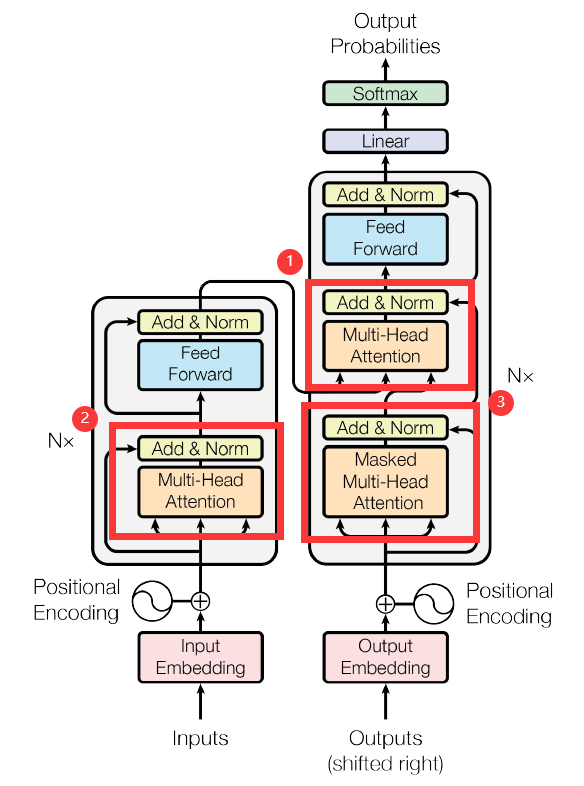 Output
Probabilities
Softmax
Linear
Add & Norm
Feed
Forward
1
Add & Norm
Multi-Head
Attention
Add & Norm
Feed
Forward
N×
3
2
N×
Add & Norm
Masked
Multi-Head
Attention
Add & Norm
Multi-Head
Attention
Positional
Encoding
Positional
Encoding
Input
Embedding
Output
Embedding
Inputs
Outputs
(shifted right)